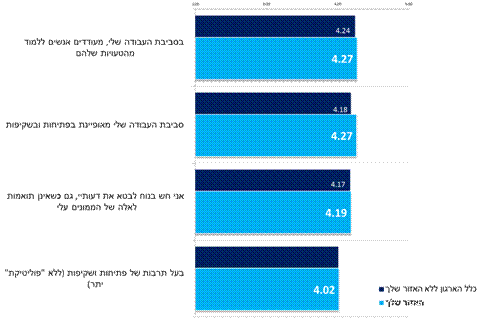 בסביבת העבודה שלי, מעודדים אנשים ללמוד
מהטעויות שלהם
4.24
4.27
סביבת העבודה שלי מאופיינת בפתיחות ובשקיפות
4.18
4.27
אני חש בנוח לבטא את דעותיי, גם כשאינן תואמות
לאלה של הממונים עלי
4.17
4.19
בעל תרבות של פתיחות ושקיפות (ללא "פוליטיקת"
יתר)
4.02
כלל הארגון ללא האזור שלך
האזור שלך